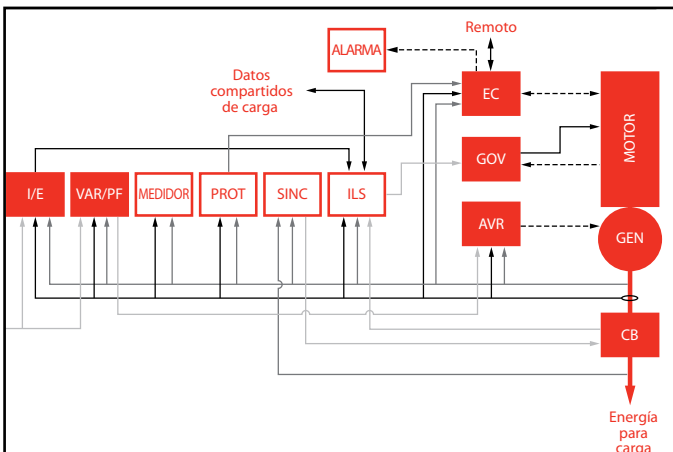 Remoto
ALARMA
Datos
compartidos
de carga
EC
MOTOR
GOV
I/E
VAR/PF
MEDIDOR
PROT
SINC
ILS
AVR
GEN
CB
Energía
para
carga